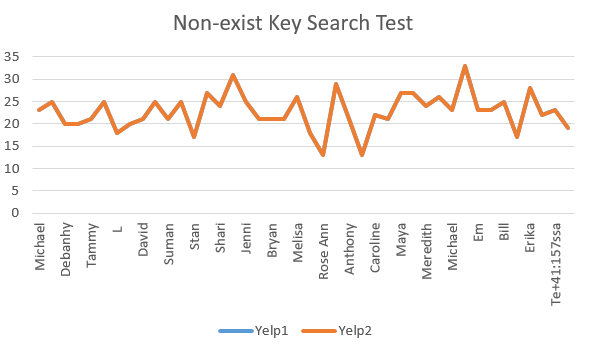 Non-exist Key Search Test
35
30
25
20
15
10
5
0
Michael
Debanhy
Tammy
L
David
Suman
Stan
Shari
Jenni
Bryan
Melisa
Rose Ann
Anthony
Caroline
Maya
Meredith
Michael
Em
Bill
Erika
Te+41:157ssa
Yelp1 Yelp2